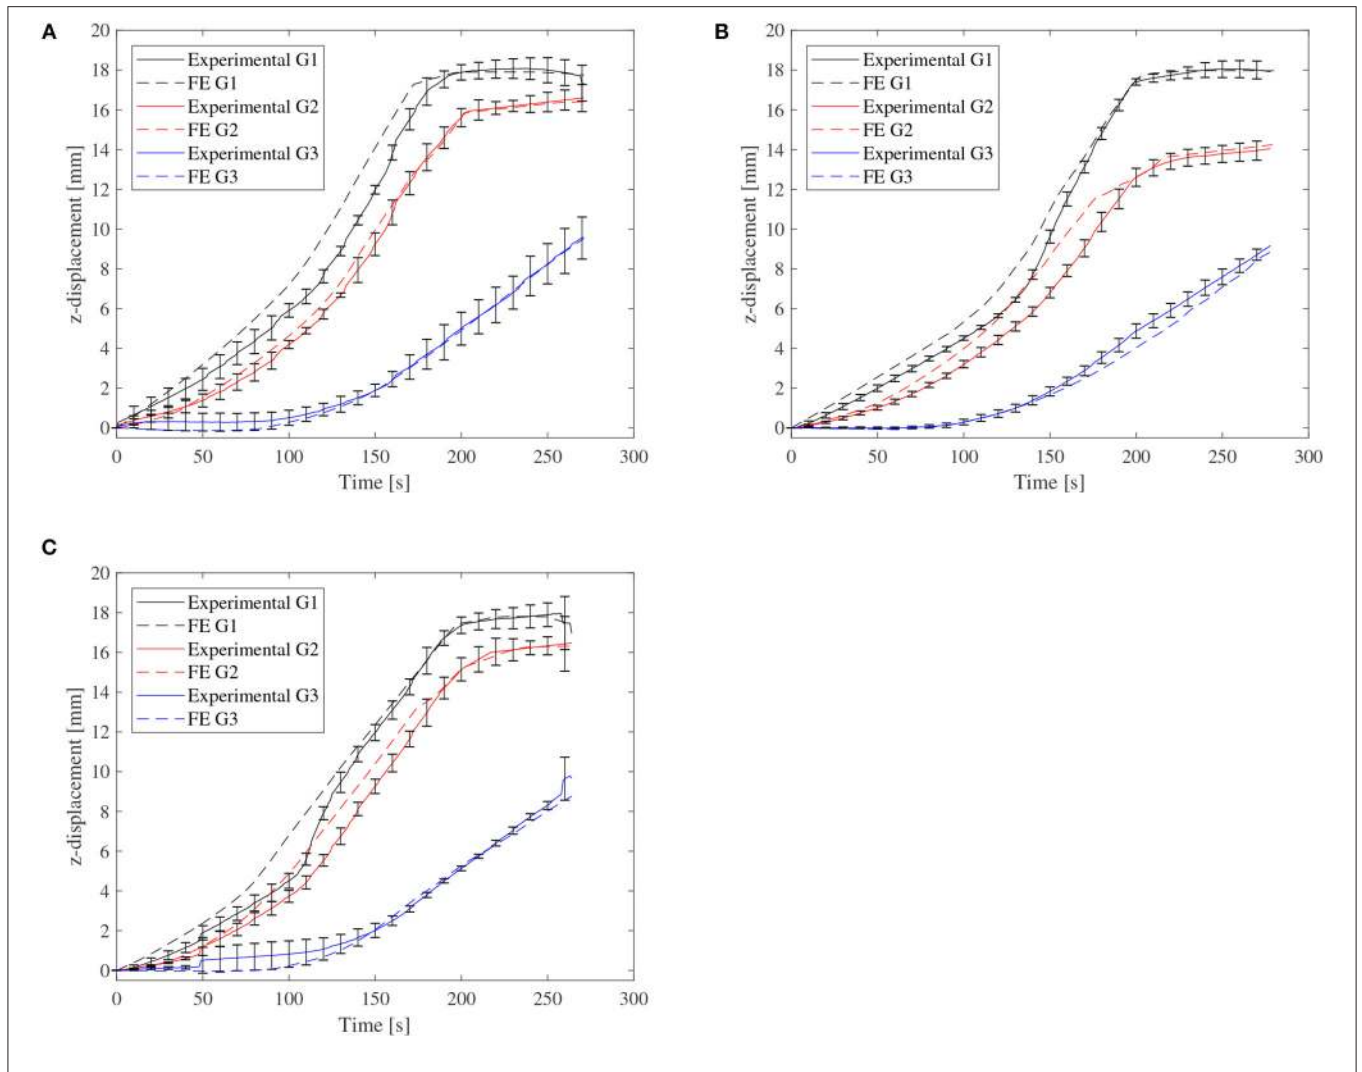 A
20
18
16
14
12
10
8
6
4
2
0
z-displacement [mm]
Experimental G1
FE G1
Experimental G2
FE G2
Experimental G3
FE G3
0 50 100 150 200 250 300
Time [s]
B
20
18
16
14
12
10
8
6
4
2
0
z-displacement [mm]
Experimental G1
FE G1
Experimental G2
FE G2
Experimental G3
FE G3
0 50 100 150 200 250 300
Time [s]
C
20
18
16
14
12
10
8
6
4
2
0
z-displacement [mm]
Experimental G1
FE G1
Experimental G2
FE G2
Experimental G3
FE G3
0 50 100 150 200 250 300
Time [s]